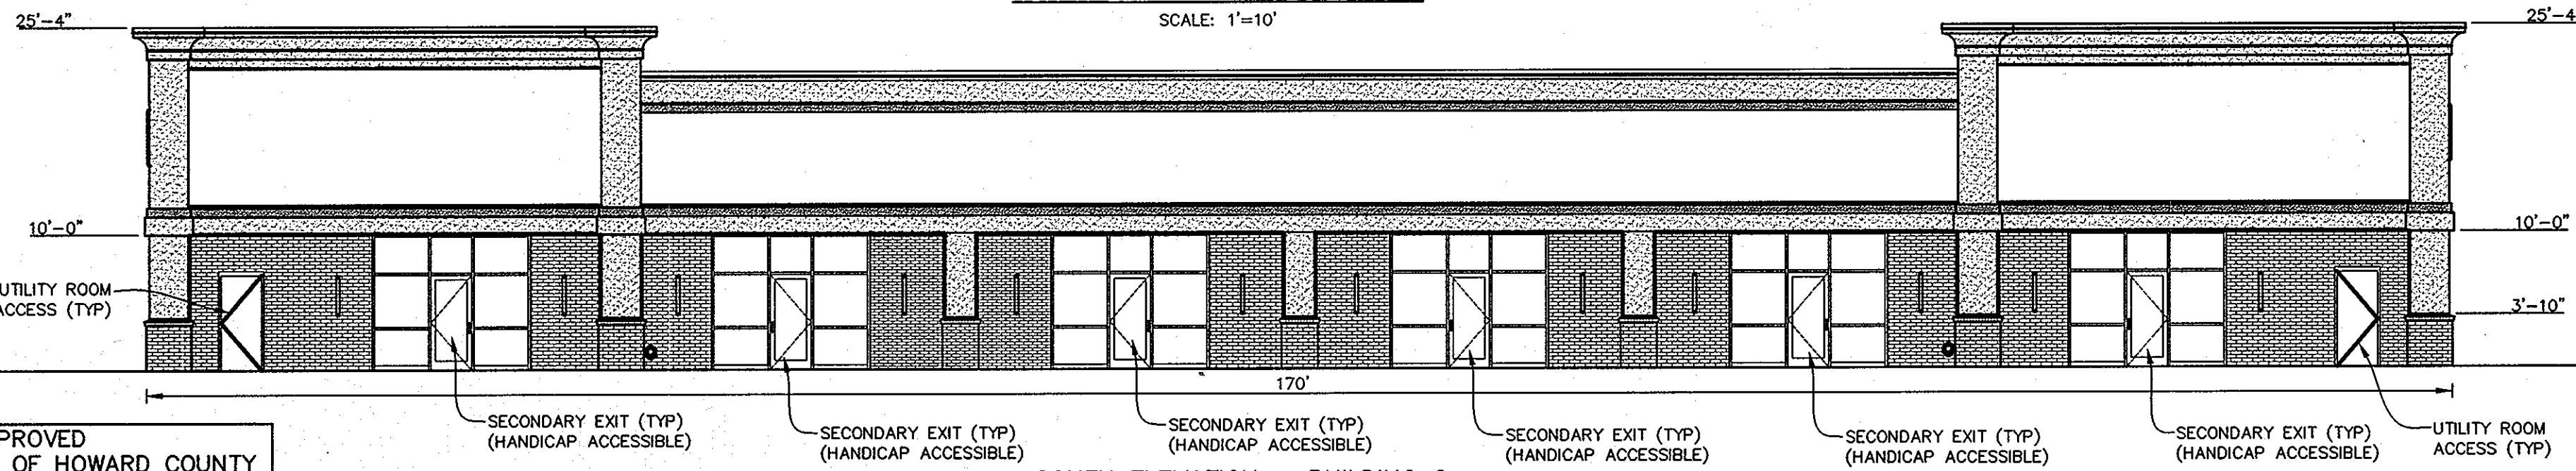 SCALE: 1'=10'
25'-4"
25'-4
10'-0"
10'-0"
UTILITY ROOM
ACCESS (TYP)
3'-10"
170'
SECONDARY EXIT (TYP)
(HANDICAP ACCESSIBLE)
SECONDARY EXIT (TYP)
(HANDICAP ACCESSIBLE)
SECONDARY EXIT (TYP)
(HANDICAP ACCESSIBLE)
SECONDARY EXIT (TYP)
(HANDICAP ACCESSIBLE)
SECONDARY EXIT (TYP)
(HANDICAP ACCESSIBLE)
SECONDARY EXIT (TYP)
(HANDICAP ACCESSIBLE)
UTILITY ROOM
ACCESS (TYP)
PROVED
OF HOWARD COUNTY